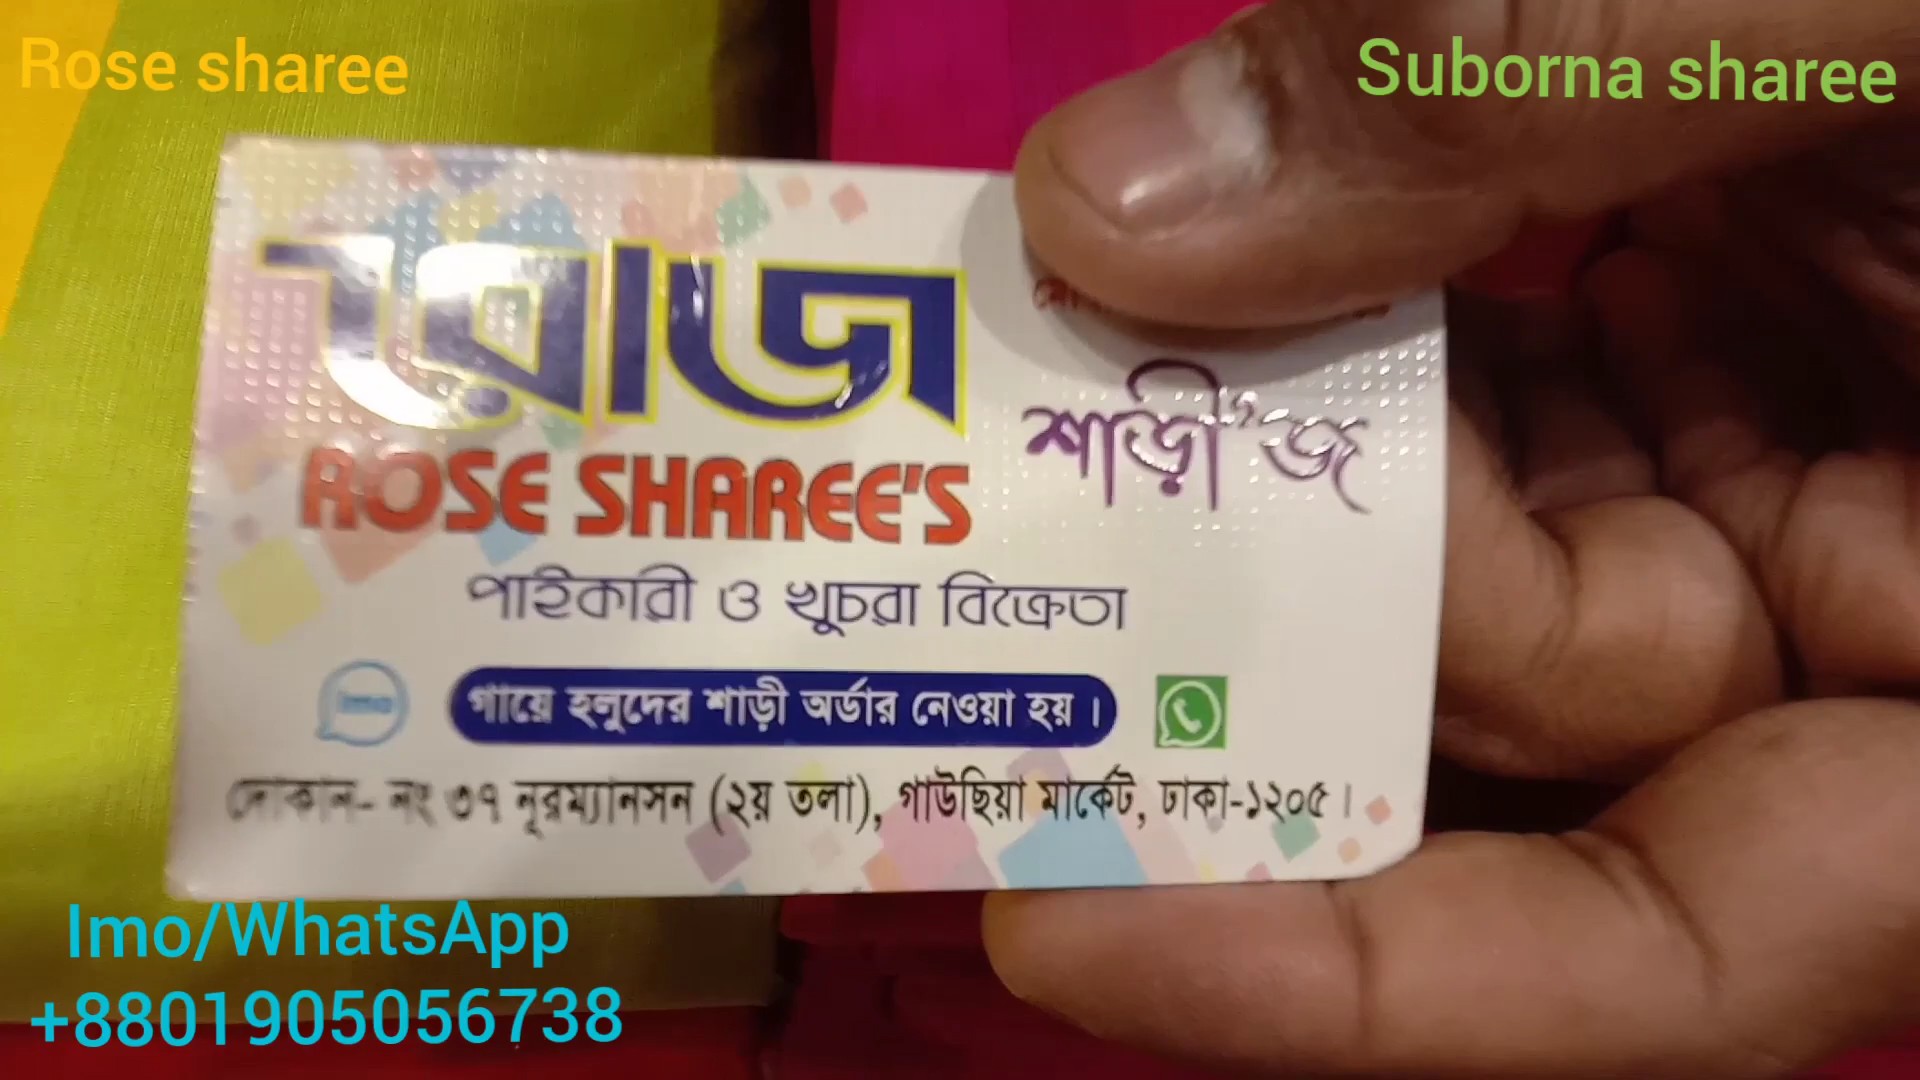 Rose sharee
Suborna sharee
রোজ
শাড়ী'জ
ROSE SHAREE'S
পাইকারী ও খুচরা বিক্রেতা
imo
গায়ে হলুদের শাড়ী অর্ডার নেওয়া হয়।
দোকান- নং ৩৭ নূরম্যানসন (২য় তলা), গাউছিয়া মার্কেট, ঢাকা-১২০৫।
Imo/WhatsApp
+8801905056738